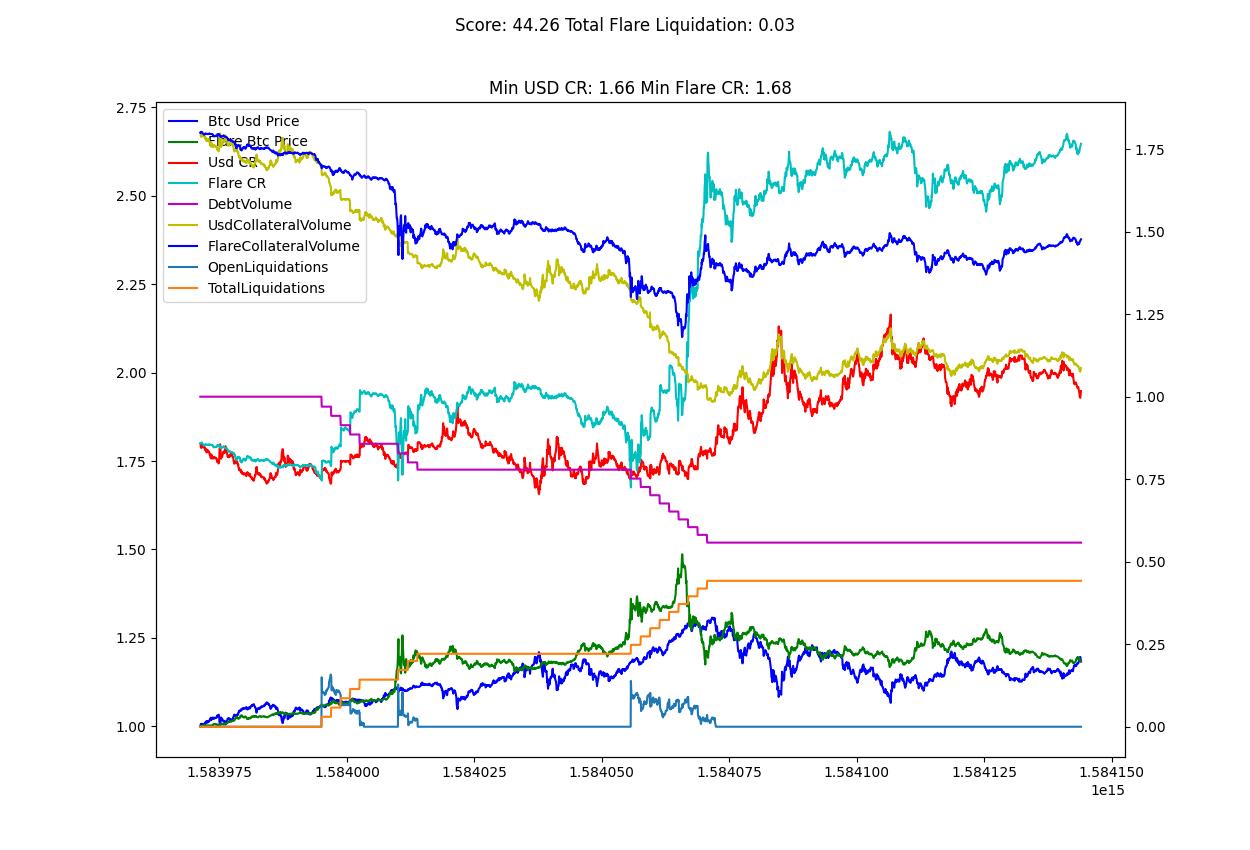 Score: 44.26 Total Flare Liquidation: 0.03
Min USD CR: 1.66 Min Flare CR: 1.68
Btc Usd Price
Flare Btc Price
Usd CR
Flare CR
DebtVolume
UsdCollateralVolume
FlareCollateralVolume
OpenLiquidations
TotalLiquidations
2.75
2.50
2.25
2.00
1.75
1.50
1.25
1.00
1.75
1.50
1.25
1.00
0.75
0.50
0.25
0.00
1.583975 1.584000 1.584025 1.584050 1.584075 1.584100 1.584125 1.584150
1e15